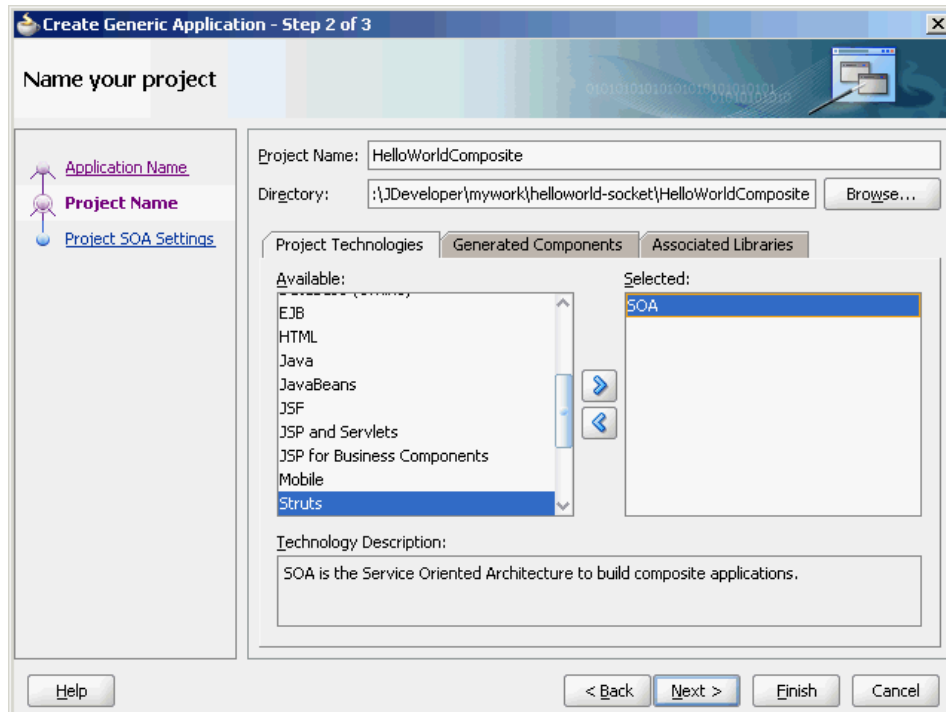 Create Generic Application - Step 2 of 3
Name your project
Application Name
Project Name
Project SOA Settings
Project Name: HelloWorldComposite
Directory: :\JDeveloper\mywork\helloworld-socket\HelloWorldComposite Browse...
Project Technologies Generated Components Associated Libraries
Available:
EJB
HTML
Java
JavaBeans
JSF
JSP and Servlets
JSP for Business Components
Mobile
Struts
Selected:
SOA
Technology Description:
SOA is the Service Oriented Architecture to build composite applications.
Help < Back Next > Finish Cancel